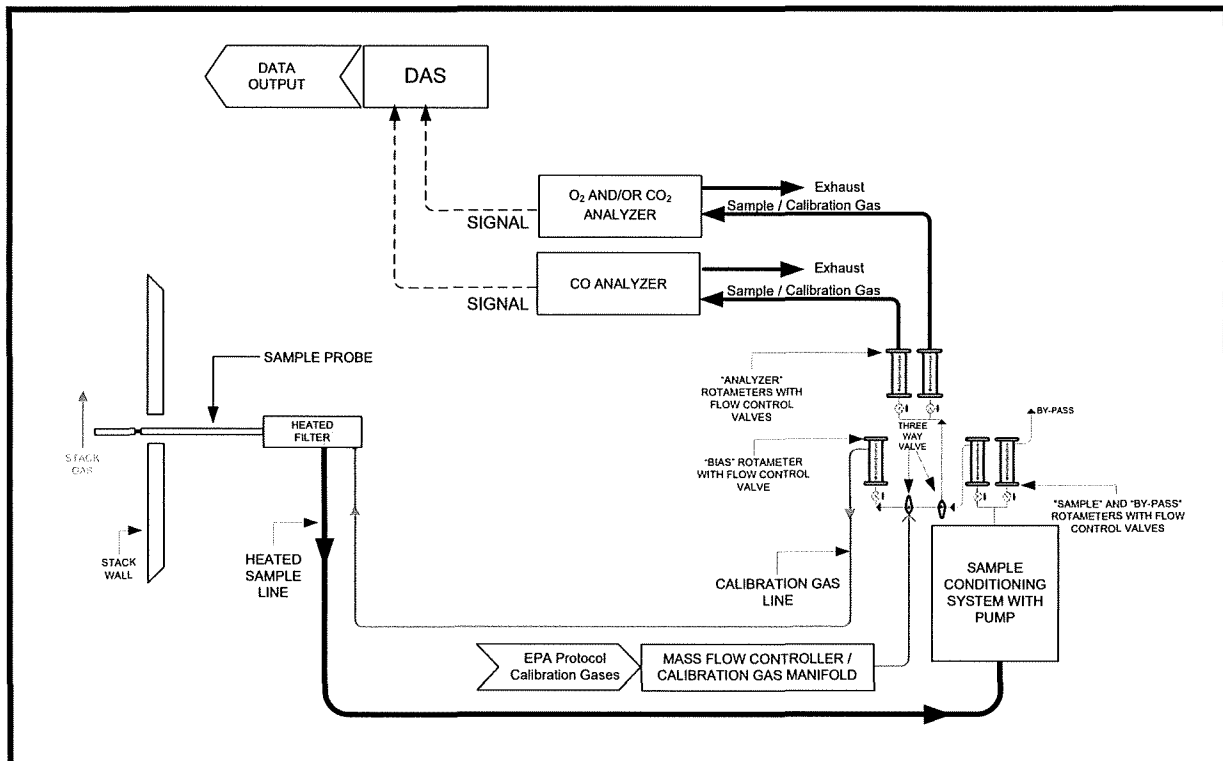 DATA
OUTPUT
DAS
O₂ AND/OR CO₂
ANALYZER
Exhaust
Sample / Calibration Gas
SIGNAL
CO ANALYZER
Exhaust
Sample / Calibration Gas
SIGNAL
SAMPLE PROBE
HEATED
FILTER
STACK
GAS
STACK
WALL
HEATED
SAMPLE
LINE
"ANALYZER"
ROTAMETERS WITH
FLOW CONTROL
VALVES
THREE
WAY
VALVE
BY-PASS
"BIAS" ROTAMETER
WITH FLOW CONTROL
VALVE
"SAMPLE" AND "BY-PASS"
ROTAMETERS WITH FLOW
CONTROL VALVES
CALIBRATION GAS
LINE
SAMPLE
CONDITIONING
SYSTEM WITH
PUMP
EPA Protocol
Calibration Gases
MASS FLOW CONTROLLER /
CALIBRATION GAS MANIFOLD